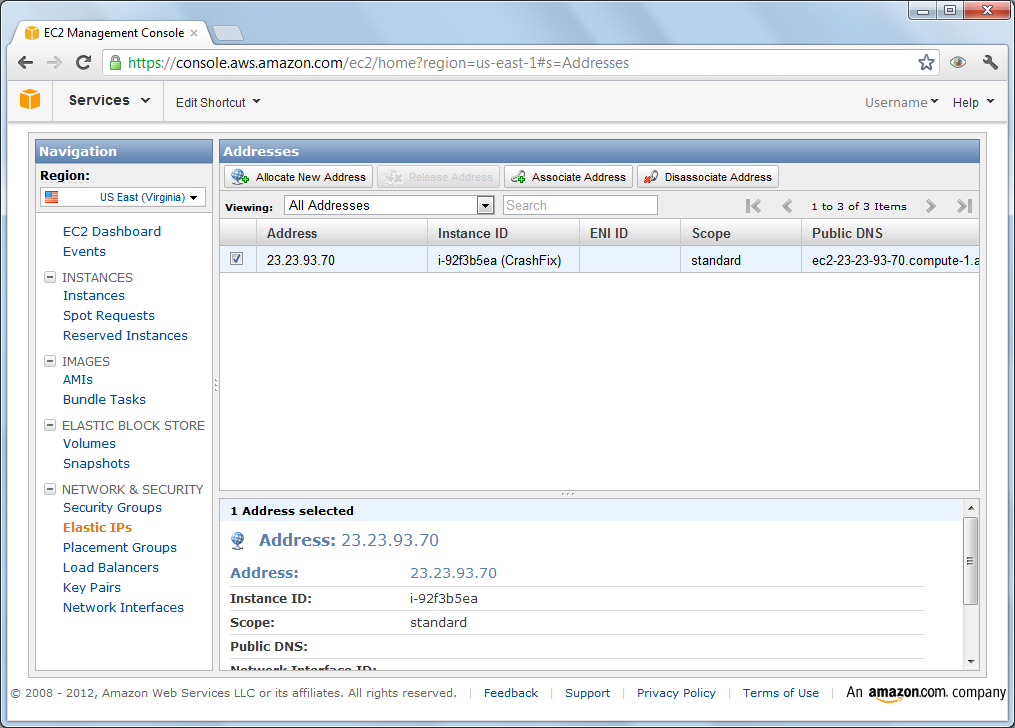 EC2 Management Console
https://console.aws.amazon.com/ec2/home?region=us-east-1#s=Addresses
Services Edit Shortcut Username Help
Navigation
Region:
US East (Virginia)
EC2 Dashboard
Events
INSTANCES
Instances
Spot Requests
Reserved Instances
IMAGES
AMIs
Bundle Tasks
ELASTIC BLOCK STORE
Volumes
Snapshots
NETWORK & SECURITY
Security Groups
Elastic IPs
Placement Groups
Load Balancers
Key Pairs
Network Interfaces
Addresses
Allocate New Address Release Address Associate Address Disassociate Address
Viewing: All Addresses Search 1 to 3 of 3 Items
Address Instance ID ENI ID Scope Public DNS
23.23.93.70 i-92f3b5ea (CrashFix) standard ec2-23-23-93-70.compute-1.a
1 Address selected
Address: 23.23.93.70
Address: 23.23.93.70
Instance ID: i-92f3b5ea
Scope: standard
Public DNS:
Network Interface ID:
© 2008 - 2012, Amazon Web Services LLC or its affiliates. All rights reserved. | Feedback | Support | Privacy Policy | Terms of Use | An amazon.com. company